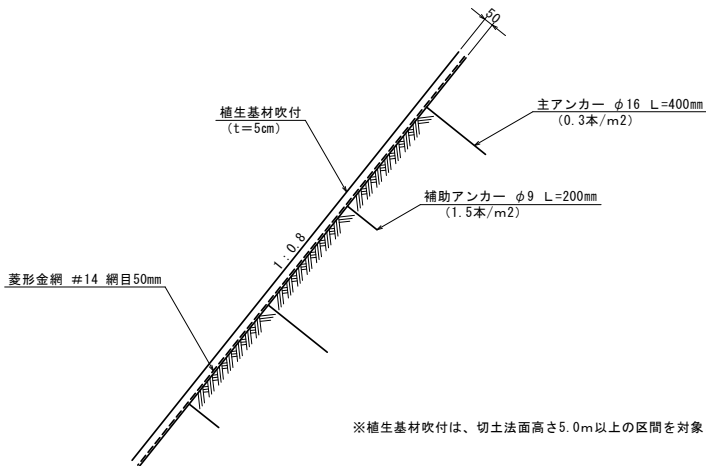 50
主アンカー φ16 L=400mm
(0.3本/m2)
植生基材吹付
(t=5cm)
補助アンカー φ9 L=200mm
(1.5本/m2)
1:0.8
菱形金網 #14 網目50mm
※植生基材吹付は、切土法面高さ5.0m以上の区間を対象